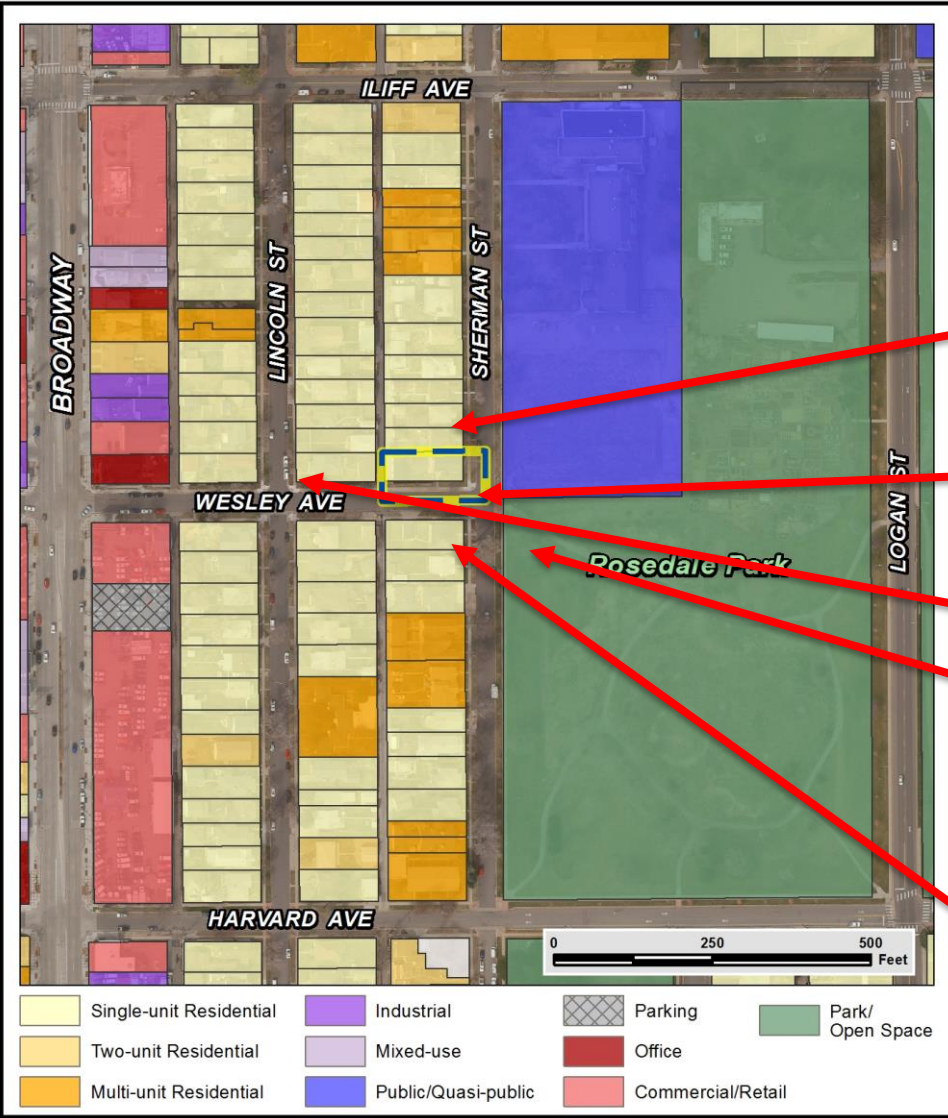 ILIFF AVE
BROADWAY
LINCOLN ST
SHERMAN ST
LOGAN ST
WESLEY AVE
Rosedale Park
HARVARD AVE
0 250 500
Feet
Single-unit Residential
Two-unit Residential
Multi-unit Residential
Industrial
Mixed-use
Public/Quasi-public
Parking
Office
Commercial/Retail
Park/
Open Space